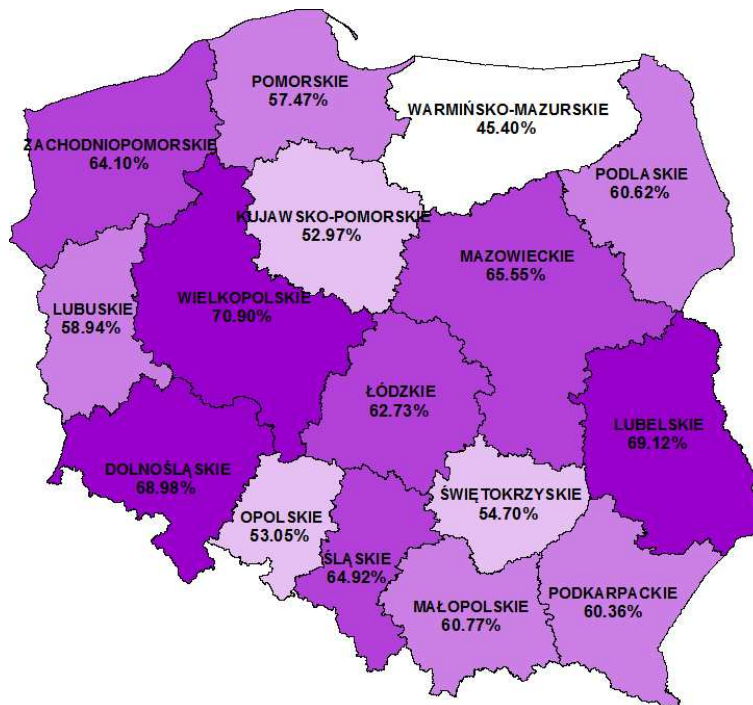 POMORSKIE
57.47%
WARMIŃSKO-MAZURSKIE
45.40%
ZACHODNIOPOMORSKIE
64.10%
PODLASKIE
60.62%
KUJAWSKO-POMORSKIE
52.97%
MAZOWIECKIE
65.55%
WIELKOPOLSKIE
70.90%
LUBUSKIE
58.94%
ŁÓDZKIE
62.73%
LUBELSKIE
69.12%
DOLNOŚLĄSKIE
68.98%
ŚWIĘTOKRZYSKIE
54.70%
OPOLSKIE
53.05%
ŚLĄSKIE
64.92%
MAŁOPOLSKIE
60.77%
PODKARPACKIE
60.36%